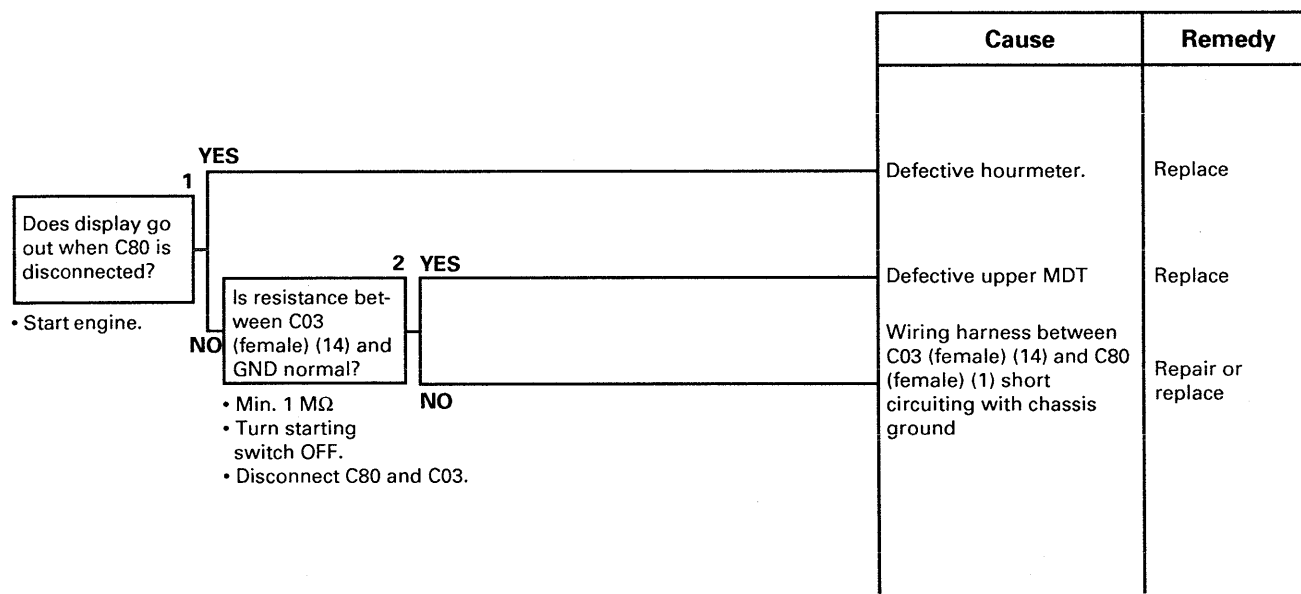 Cause
Remedy
YES
1
Does display go
out when C80 is
disconnected?
• Start engine.
NO
Defective hourmeter.
Replace
2
YES
Is resistance bet-
ween C03
(female) (14) and
GND normal?
• Min. 1 MΩ
• Turn starting
switch OFF.
• Disconnect C80 and C03.
NO
Defective upper MDT
Replace
Wiring harness between
C03 (female) (14) and C80
(female) (1) short
circuiting with chassis
ground
Repair or
replace